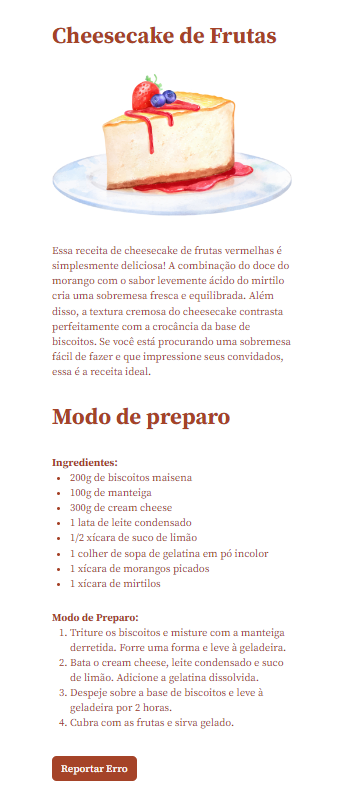 Cheesecake de Frutas
Essa receita de cheesecake de frutas vermelhas é
simplesmente deliciosa! A combinação do doce do
morango com o sabor levemente ácido do mirtilo
cria uma sobremesa fresca e equilibrada. Além
disso, a textura cremosa do cheesecake contrasta
perfeitamente com a crocância da base de
biscoitos. Se você está procurando uma sobremesa
fácil de fazer e que impressione seus convidados,
essa é a receita ideal.
Modo de preparo
Ingredientes:
• 200g de biscoitos maisena
• 100g de manteiga
• 300g de cream cheese
• 1 lata de leite condensado
• 1/2 xícara de suco de limão
• 1 colher de sopa de gelatina em pó incolor
• 1 xícara de morangos picados
• 1 xícara de mirtilos
Modo de Preparo:
1. Triture os biscoitos e misture com a manteiga
derretida. Forre uma forma e leve à geladeira.
2. Bata o cream cheese, leite condensado e suco
de limão. Adicione a gelatina dissolvida.
3. Despeje sobre a base de biscoitos e leve à
geladeira por 2 horas.
4. Cubra com as frutas e sirva gelado.
Reportar Erro